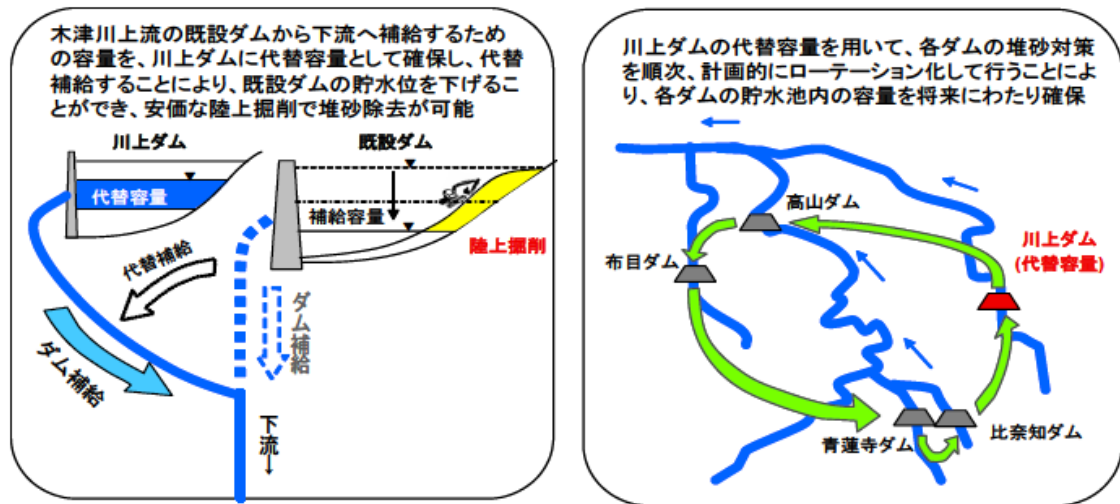 木津川上流の既設ダムから下流へ補給するため
の容量を、川上ダムに代替容量として確保し、代替
補給することにより、既設ダムの貯水位を下げるこ
とができ、安価な陸上掘削で堆砂除去が可能
川上ダム
既設ダム
代替容量
補給容量
陸上掘削
代替補給
ダム補給
ダム補給
下流→
川上ダムの代替容量を用いて、各ダムの堆砂対策
を順次、計画的にローテーション化して行うことによ
り、各ダムの貯水池内の容量を将来にわたり確保
高山ダム
川上ダム
(代替容量)
布目ダム
青蓮寺ダム
比奈知ダム